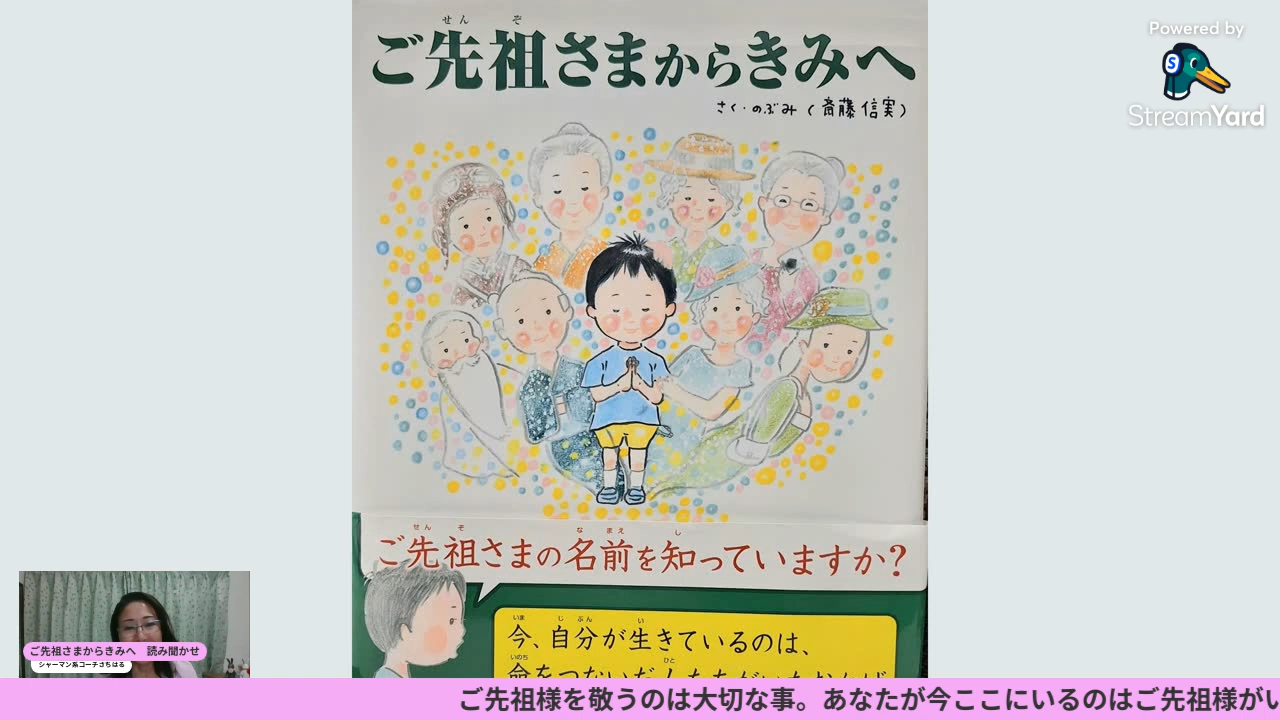 せん ぞ
ご先祖さまからきみへ
さく・のぶみ(斎藤信実)
Powered by
StreamYard
せん ぞ な まえ し
ご先祖さまの名前を知っていますか?
いま じ ぶん い
今、自分が生きているのは、
いのち ひと
ご先祖さまからきみへ 読み聞かせ
シャーマン系コーチさちはる
ご先祖様を敬うのは大切な事。あなたが今ここにいるのはご先祖様がい